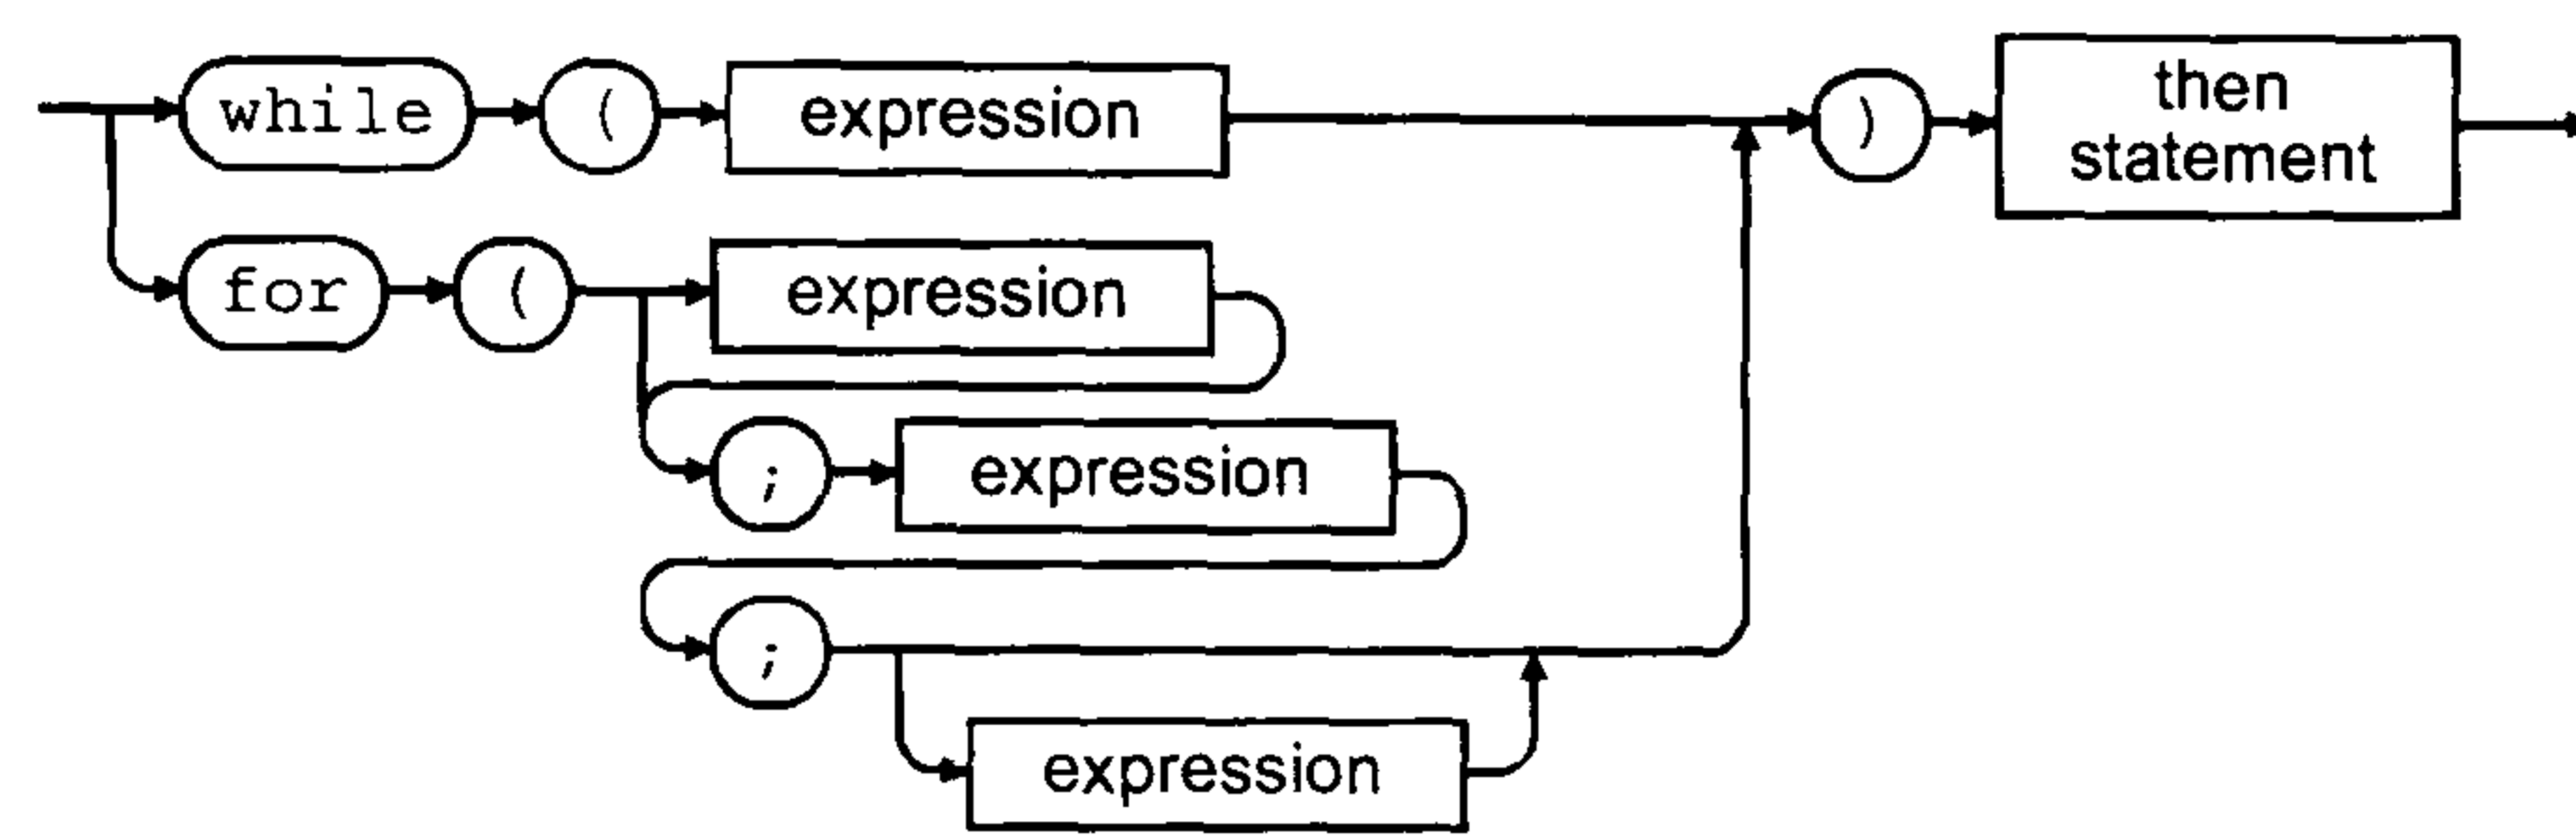 while ( expression ) then
statement
for ( expression
; expression
;
expression